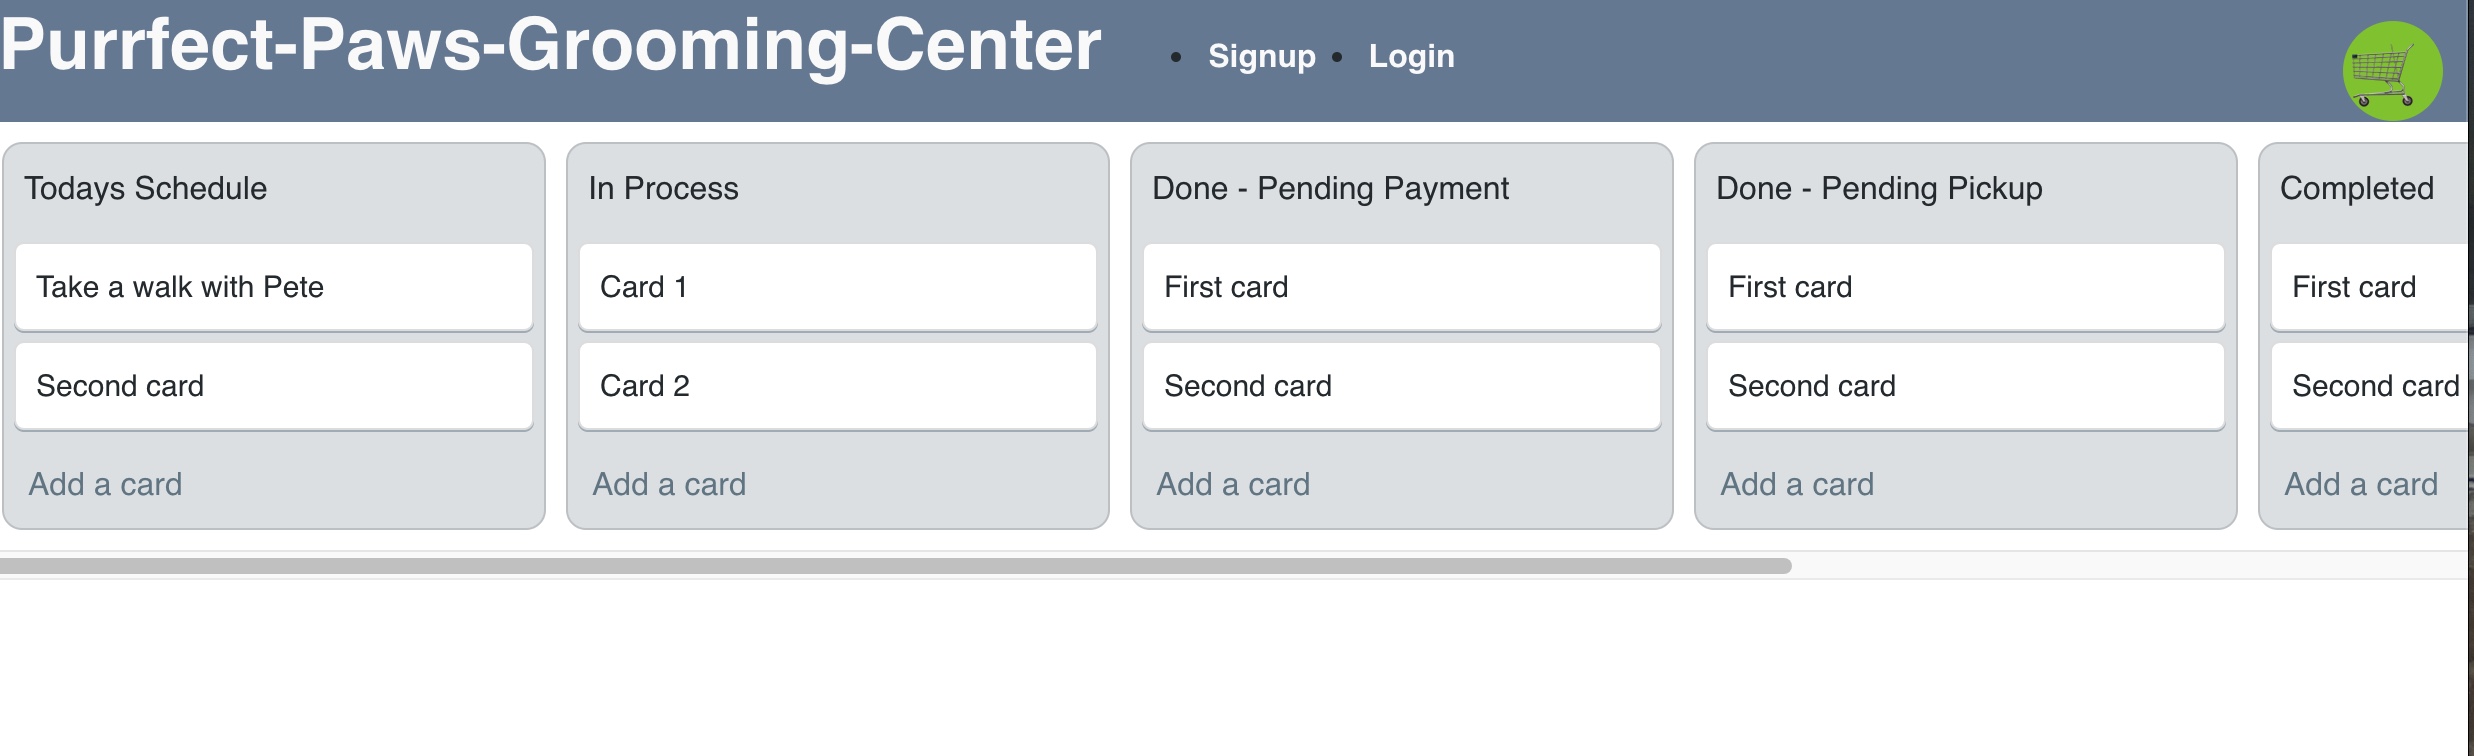 Purrfect-Paws-Grooming-Center
Signup
Login
Todays Schedule
Take a walk with Pete
Second card
Add a card
In Process
Card 1
Card 2
Add a card
Done - Pending Payment
First card
Second card
Add a card
Done - Pending Pickup
First card
Second card
Add a card
Completed
First card
Second card
Add a card